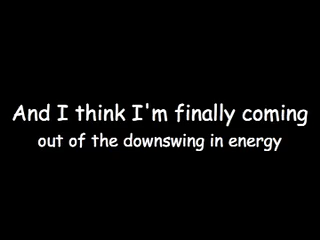 And I think I'm finally coming
out of the downswing in energy